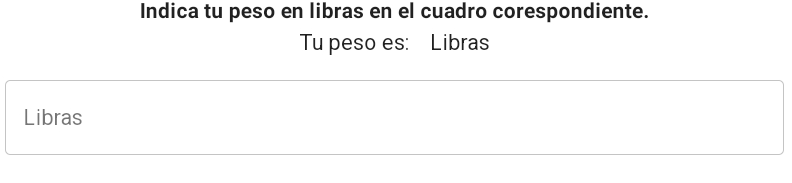 Indica tu peso en libras en el cuadro corespondiente.
Tu peso es: Libras
Libras